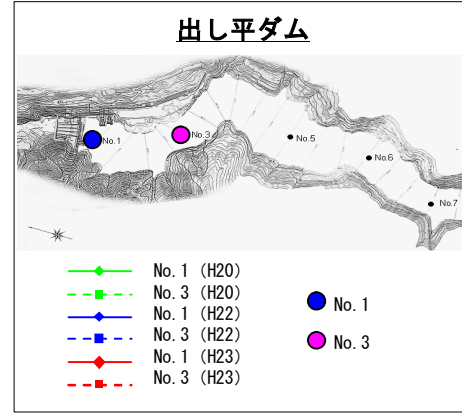 出し平ダム
No.1
No.3
No.5
No.6
No.7
No. 1 (H20)
No. 3 (H20)
No. 1 (H22)
No. 3 (H22)
No. 1 (H23)
No. 3 (H23)
No. 1
No. 3